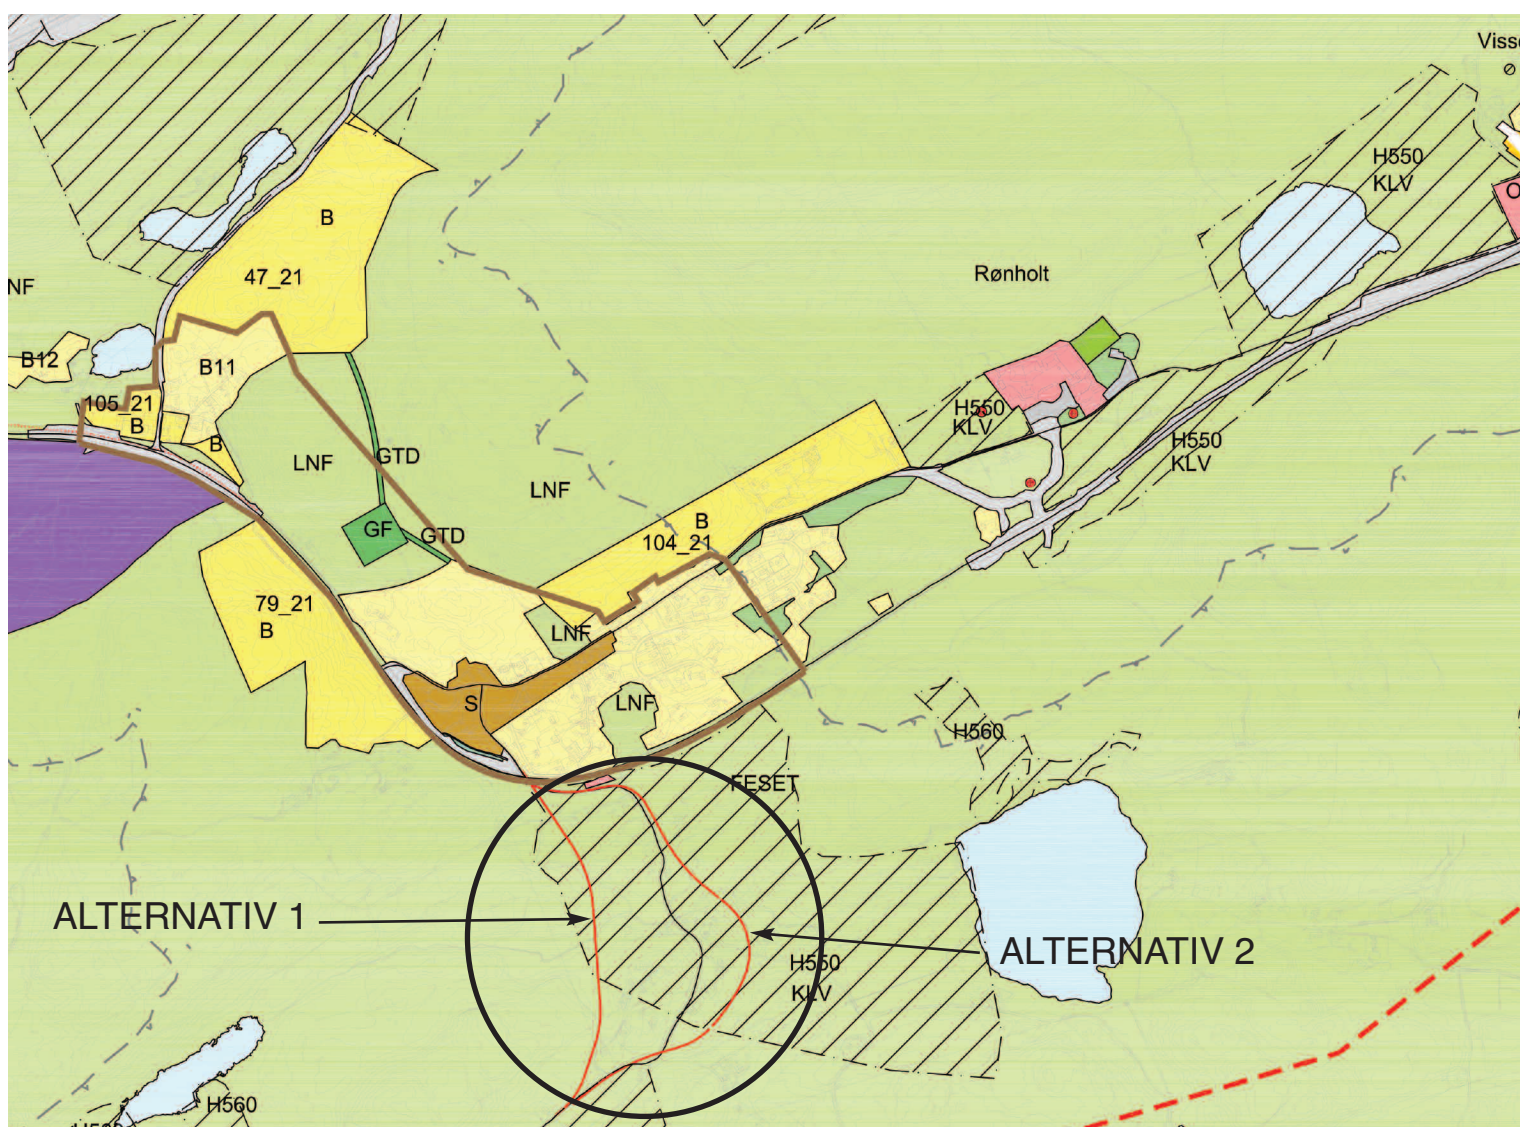 Visse
H550
KLV
O
B
Rønholt
47_21
NF
B12
B11
105_21
B
B
H550
KLV
H550
KLV
LNF
GTD
LNF
GF
GTD
B
104_21
79_21
B
LNF
S
LNF
H560
FESET
ALTERNATIV 1
ALTERNATIV 2
H550
KLV
H560